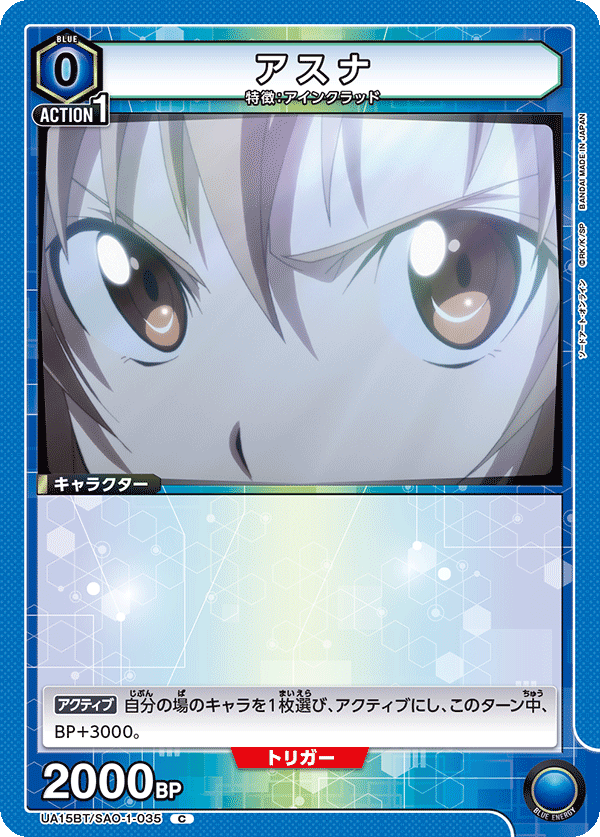 BLUE
0
ACTION 1
アスナ
特徴:アインクラッド
ソードアート・オンライン ©RK/K/SP BANDAI MADE IN JAPAN
キャラクター
アクティブ 自分の場のキャラを1枚選び、アクティブにし、このターン中、
BP+3000。
トリガー
2000BP
UA15BT/SAO-1-035 C
BLUE ENERGY